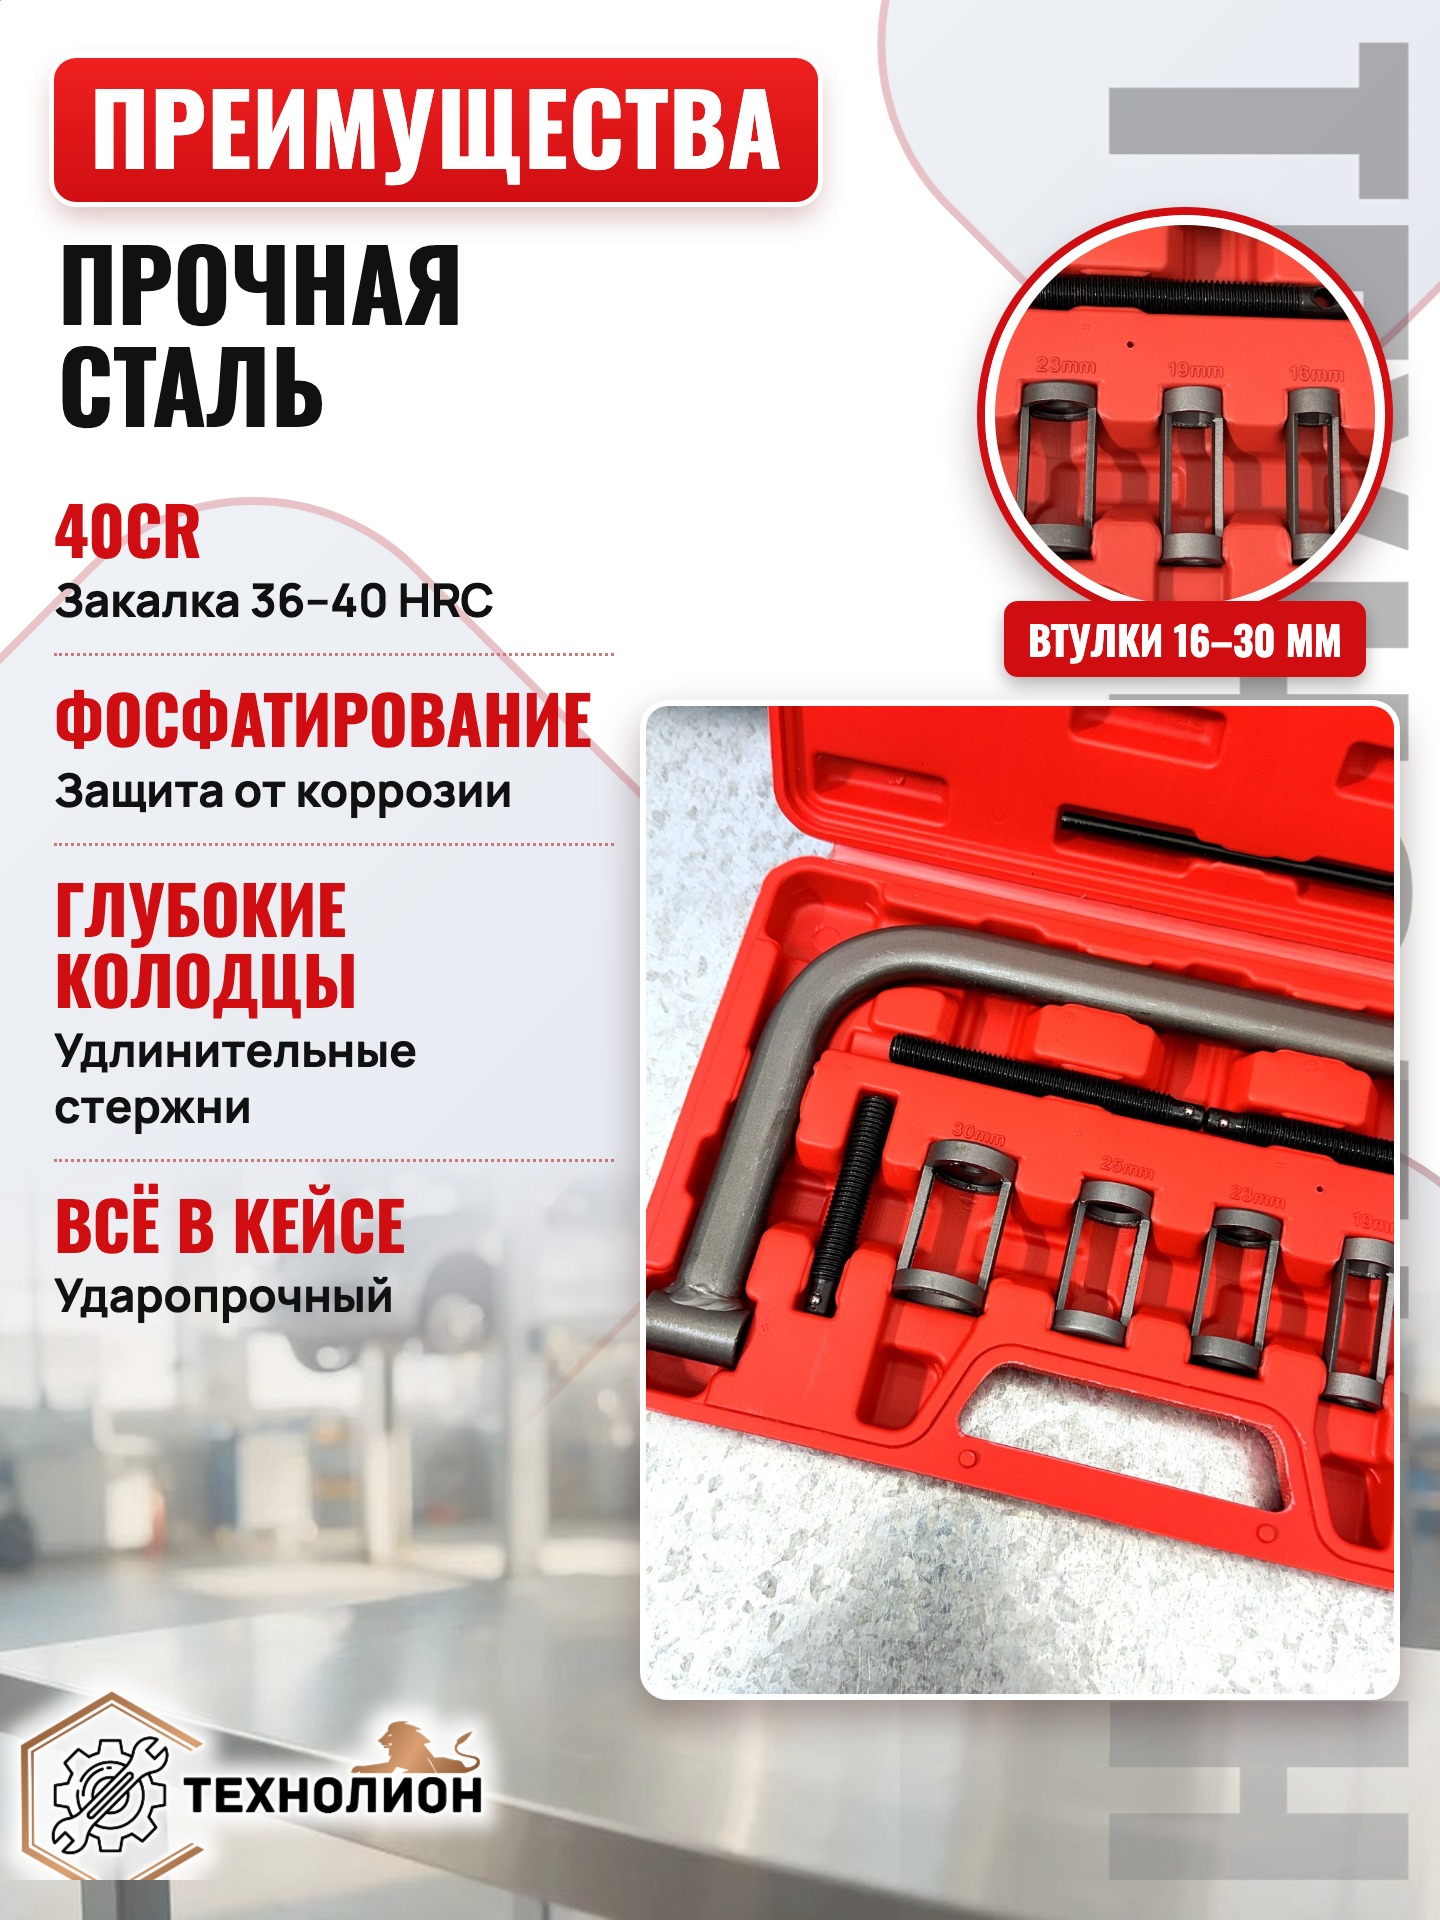 ПРЕИМУЩЕСТВА
ПРОЧНАЯ
СТАЛЬ
40CR
Закалка 36–40 HRC
ФОСФАТИРОВАНИЕ
Защита от коррозии
ГЛУБОКИЕ
КОЛОДЦЫ
Удлинительные
стержни
ВСЁ В КЕЙСЕ
Ударопрочный
23mm
19mm
16mm
ВТУЛКИ 16–30 ММ
30mm
25mm
23mm
ТЕХНОЛИОН